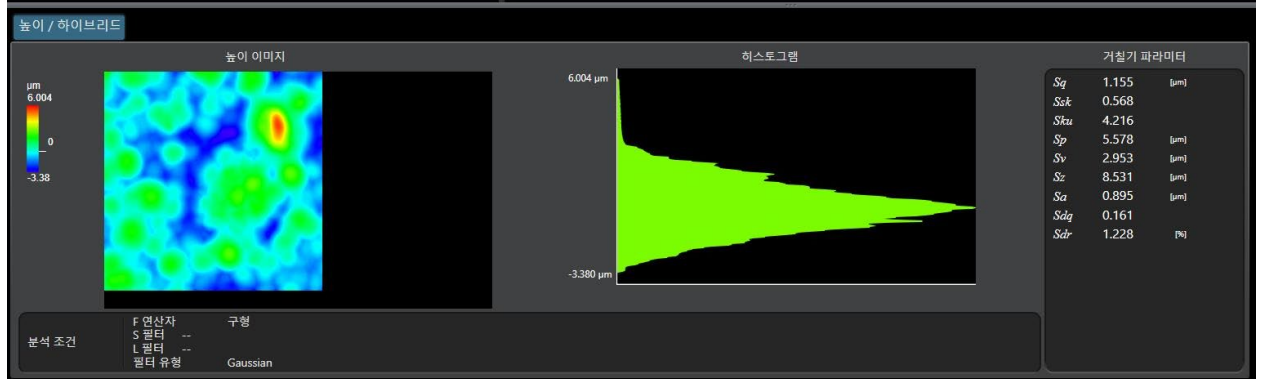 높이 / 하이브리드
높이 이미지
µm
6.004
0
-3.38
히스토그램
6.004 µm
-3.380 µm
거칠기 파라미터
Sq 1.155 [µm]
Ssk 0.568
Sku 4.216
Sp 5.578 [µm]
Sv 2.953 [µm]
Sz 8.531 [µm]
Sa 0.895 [µm]
Sdq 0.161
Sdr 1.228 [%]
분석 조건
F 연산자 구형
S 필터 --
L 필터 --
필터 유형 Gaussian